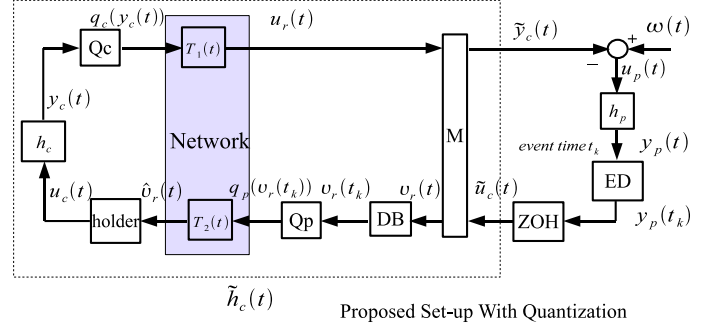 q_c(y_c(t))
u_r(t)
ỹ_c(t)
+
ω(t)
Qc
T_1(t)
−
u_p(t)
y_c(t)
M
h_p
h_c
Network
event time t_k
y_p(t)
u_c(t)
υ̂_r(t)
q_p(υ_r(t_k))
υ_r(t_k)
υ_r(t)
ũ_c(t)
ED
holder
T_2(t)
Qp
DB
ZOH
y_p(t_k)
h̃_c(t)
Proposed Set-up With Quantization